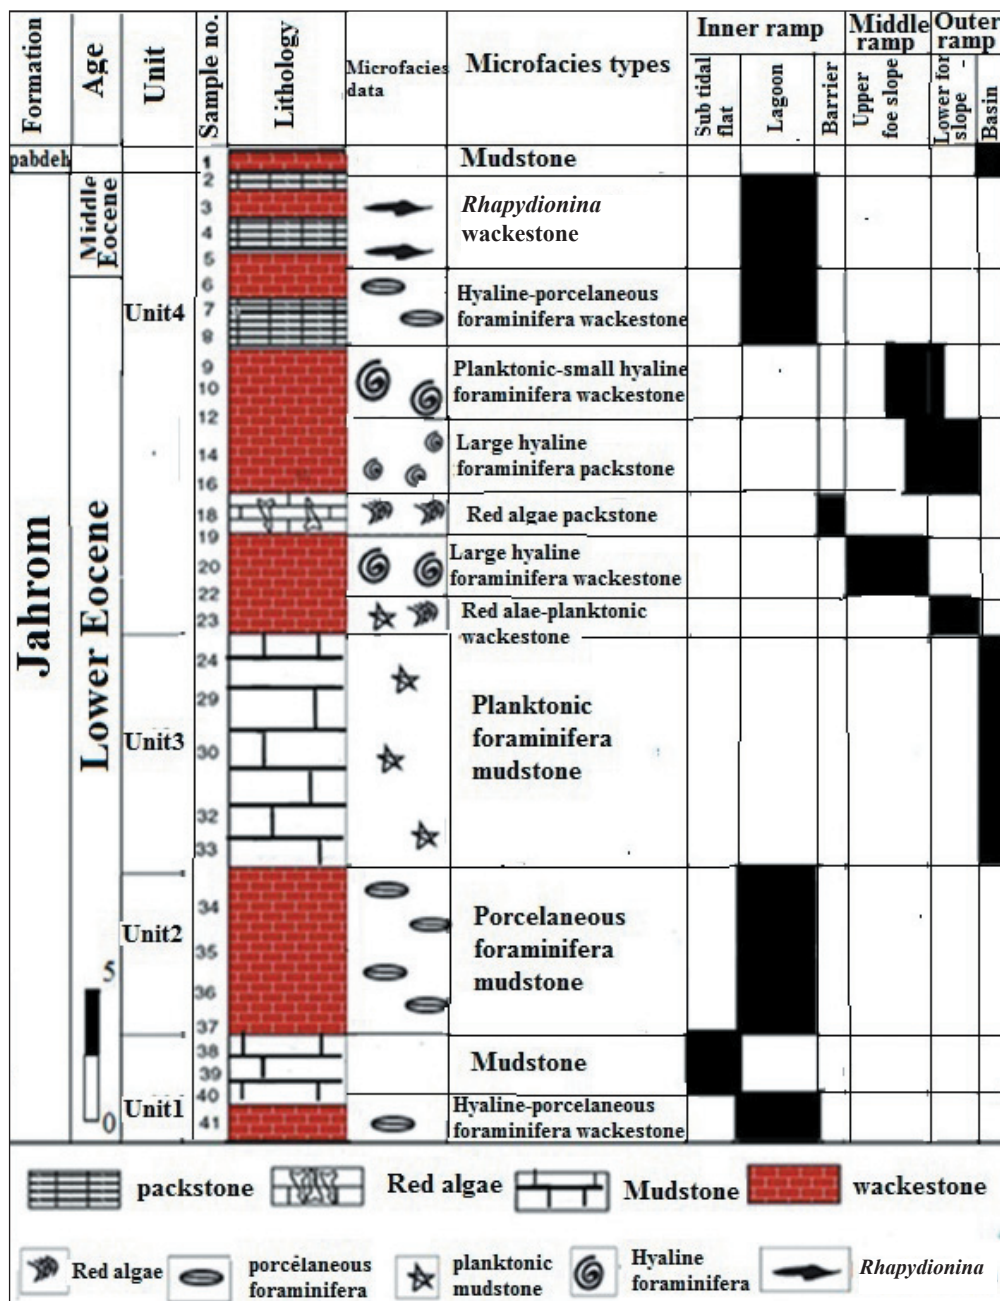 Formation
Age
Unit
Sample no.
Lithology
Microfacies
data
Microfacies types
Inner ramp
Middle
ramp
Outer
ramp
Sub tidal
flat
Lagoon
Barrier
Upper
foe slope
Lower for
slope -
Basin
pabdeh
Jahrom
Middle
Eocene
Lower Eocene
5
0
Unit4
Unit3
Unit2
Unit1
1
2
3
4
5
6
7
8
9
10
12
14
16
18
19
20
22
23
24
29
30
32
33
34
35
36
37
38
39
40
41
Mudstone
Rhapydionina
wackestone
Hyaline-porcelaneous
foraminifera wackestone
Planktonic-small hyaline
foraminifera wackestone
Large hyaline
foraminifera packstone
Red algae packstone
Large hyaline
foraminifera wackestone
Red alae-planktonic
wackestone
Planktonic
foraminifera
mudstone
Porcelaneous
foraminifera
mudstone
Mudstone
Hyaline-porcelaneous
foraminifera wackestone
packstone
Red algae
Mudstone
wackestone
Red algae
porcelaneous
foraminifera
planktonic
mudstone
Hyaline
foraminifera
Rhapydionina